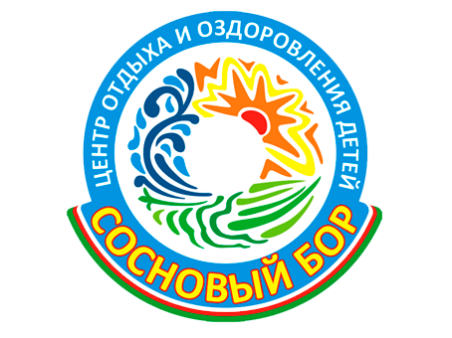 ЦЕНТР ОТДЫХА И ОЗДОРОВЛЕНИЯ ДЕТЕЙ
СОСНОВЫЙ БОР